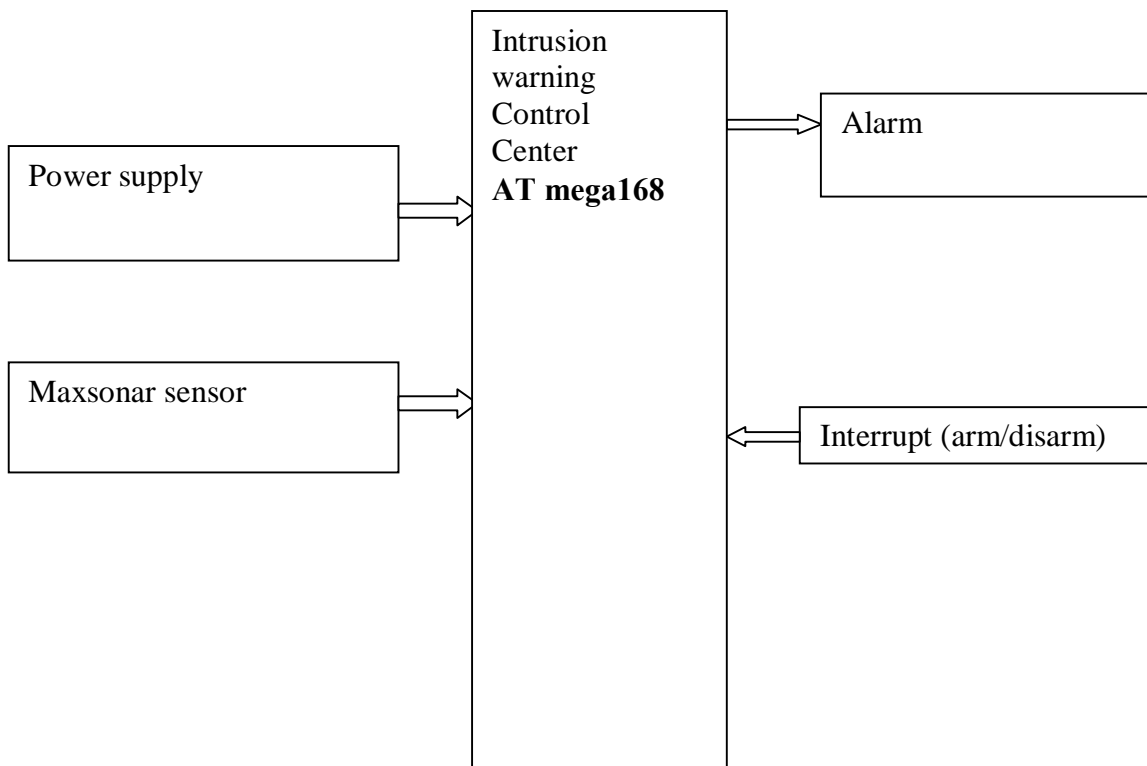 Intrusion
warning
Control
Center
AT mega168
Alarm
Power supply
Maxsonar sensor
Interrupt (arm/disarm)